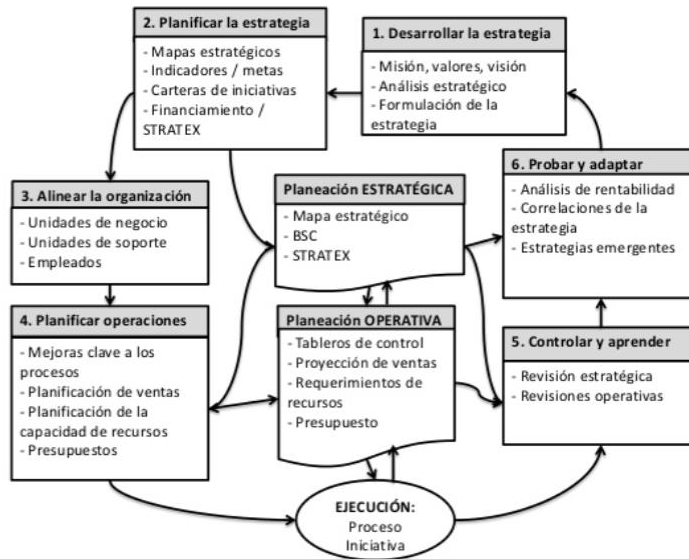 2. Planificar la estrategia
- Mapas estratégicos
- Indicadores / metas
- Carteras de iniciativas
- Financiamiento /
STRATEX
1. Desarrollar la estrategia
- Misión, valores, visión
- Análisis estratégico
- Formulación de la
estrategia
3. Alinear la organización
- Unidades de negocio
- Unidades de soporte
- Empleados
Planeación ESTRATÉGICA
- Mapa estratégico
- BSC
- STRATEX
6. Probar y adaptar
- Análisis de rentabilidad
- Correlaciones de la
estrategia
- Estrategias emergentes
4. Planificar operaciones
- Mejoras clave a los
procesos
- Planificación de ventas
- Planificación de la
capacidad de recursos
- Presupuestos
Planeación OPERATIVA
- Tableros de control
- Proyección de ventas
- Requerimientos de
recursos
- Presupuesto
5. Controlar y aprender
- Revisión estratégica
- Revisiones operativas
EJECUCIÓN:
Proceso
Iniciativa